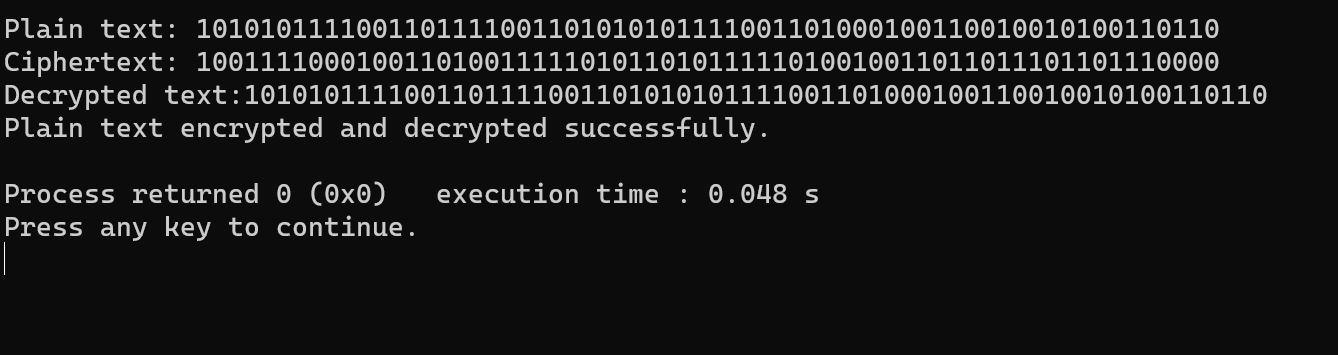 Plain text: 1010101111001101111001101010101111001101000100110010010100110110
Ciphertext: 1001111000100110100111110101101011111010010011011011101101110000
Decrypted text:1010101111001101111001101010101111001101000100110010010100110110
Plain text encrypted and decrypted successfully.
Process returned 0 (0x0)   execution time : 0.048 s
Press any key to continue.